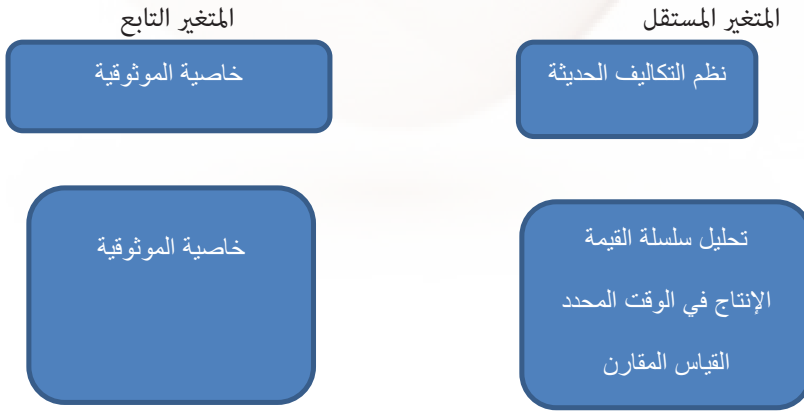 المتغير المستقل
المتغير التابع
نظم التكاليف الحديثة
خاصية الموثوقية
تحليل سلسلة القيمة
الإنتاج في الوقت المحدد
القياس المقارن
خاصية الموثوقية